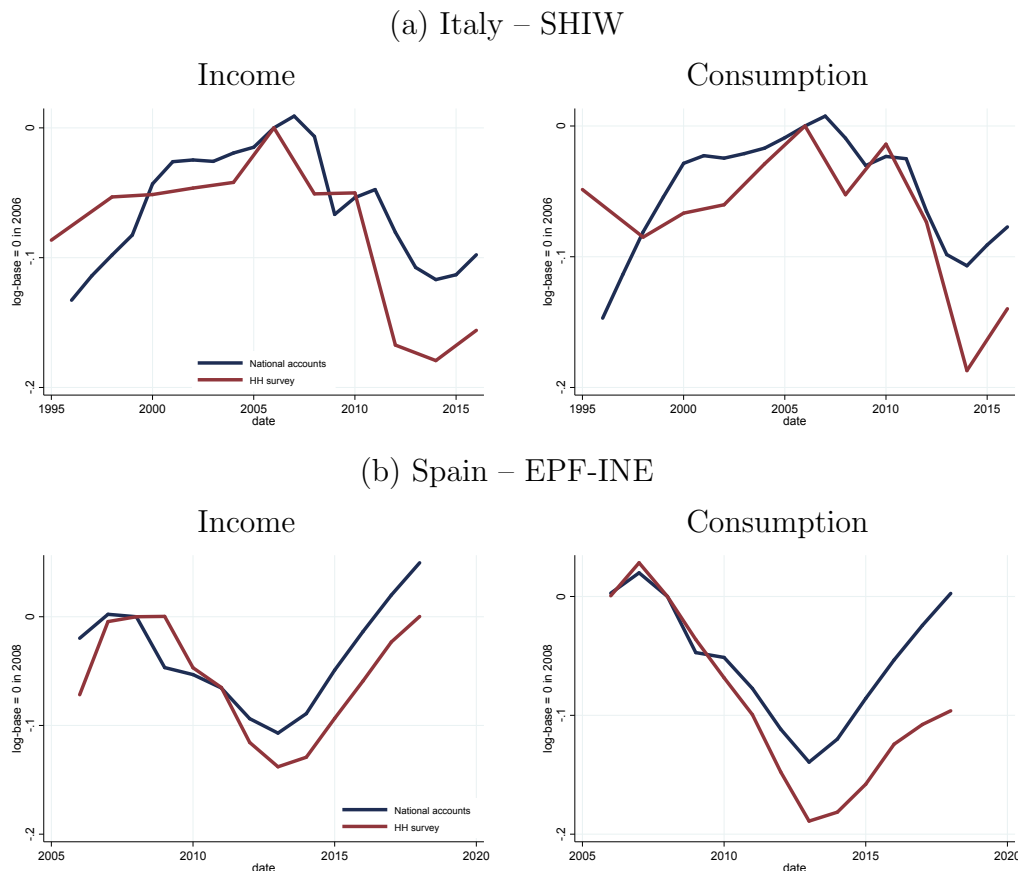 (a) Italy – SHIW
Income
Consumption
log-base = 0 in 2006
0
-.1
-.2
1995
2000
2005
2010
2015
date
National accounts
HH survey
log-base = 0 in 2006
0
-.1
-.2
1995
2000
2005
2010
2015
date
(b) Spain – EPF-INE
Income
Consumption
log-base = 0 in 2008
0
-.1
-.2
2005
2010
2015
2020
date
National accounts
HH survey
log-base = 0 in 2008
0
-.1
-.2
2005
2010
2015
2020
date